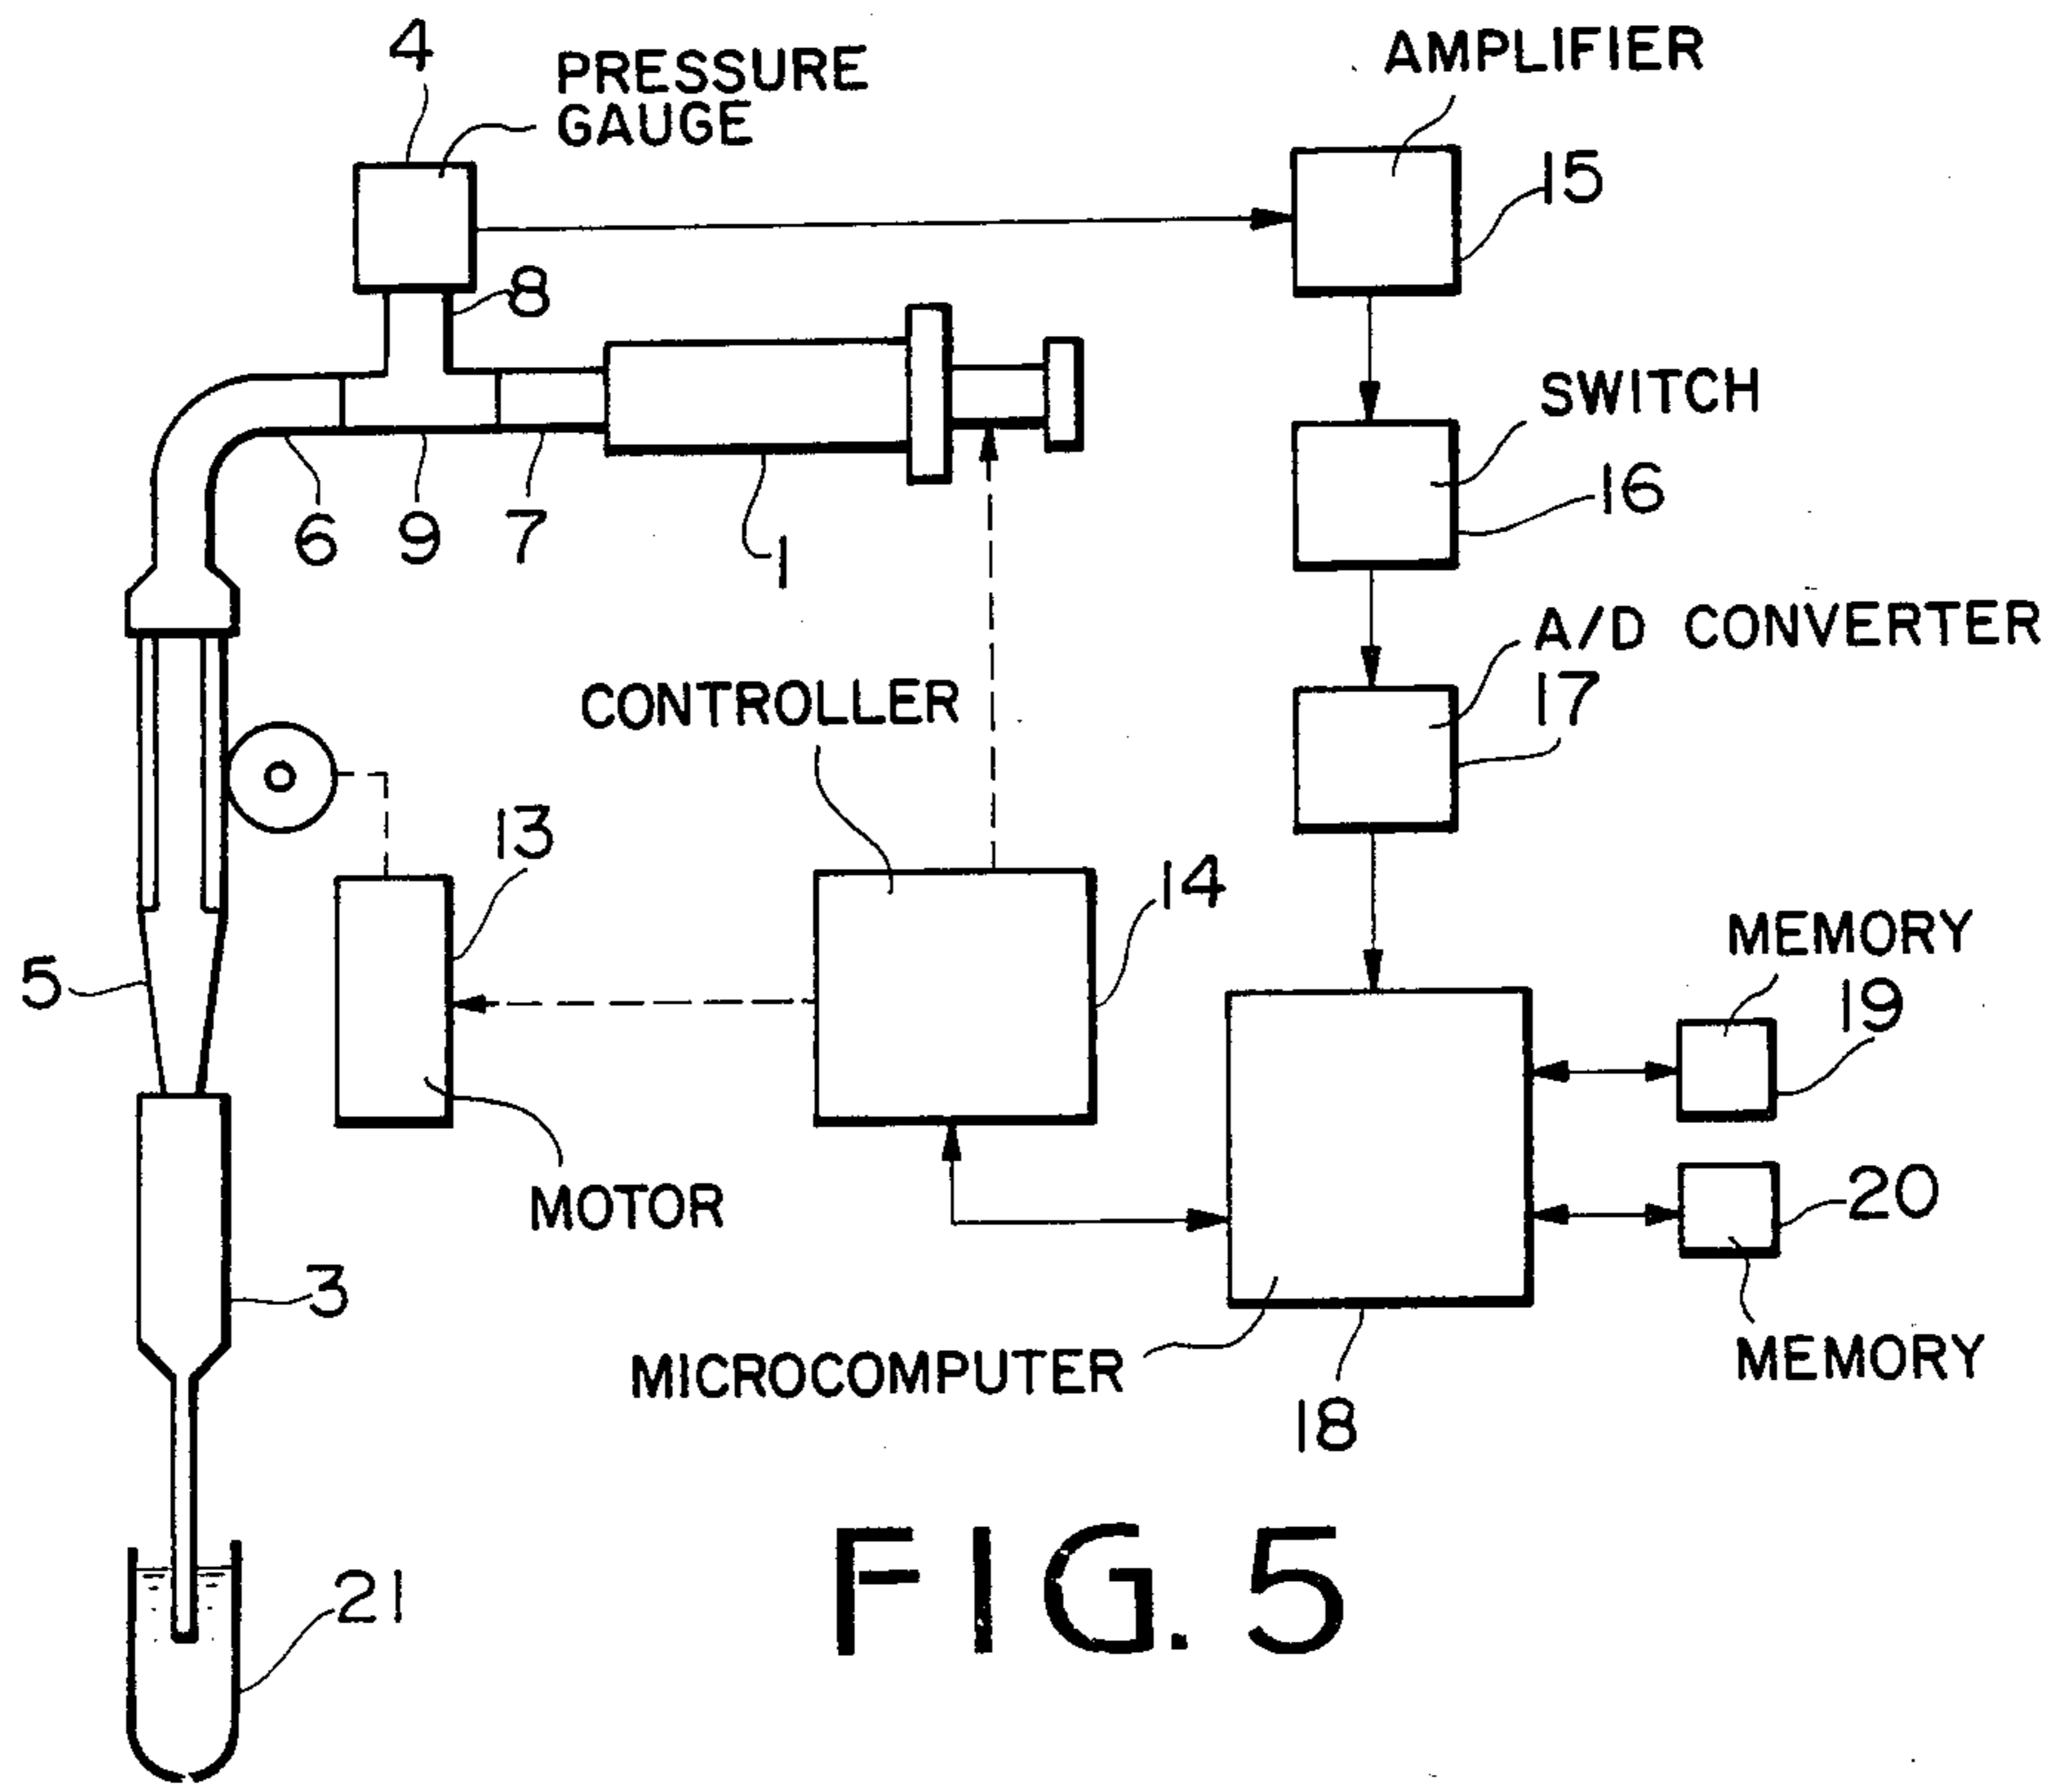 4
PRESSURE
GAUGE
AMPLIFIER
15
8
SWITCH
16
6
9
7
1
A/D CONVERTER
17
CONTROLLER
13
14
MEMORY
19
5
20
MOTOR
3
MEMORY
MICROCOMPUTER
18
21
FIG. 5